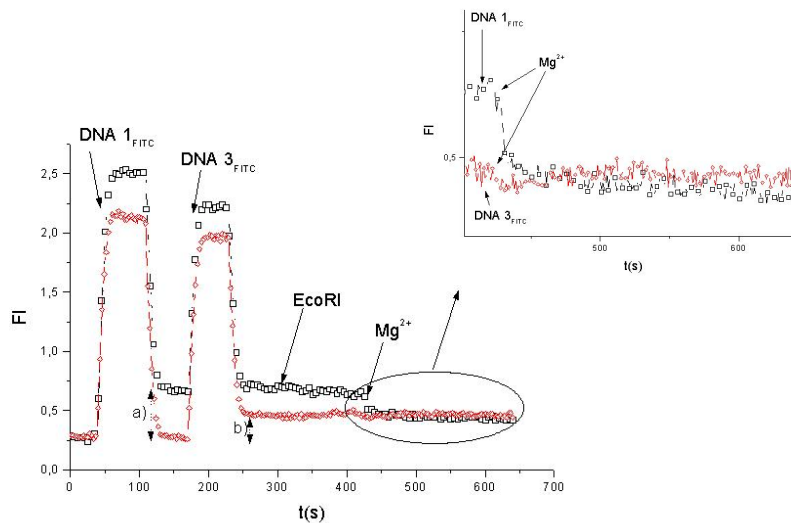 DNA 1FITC
DNA 3FITC
EcoRI
Mg2+
a)
b)
FI
2,5
2,0
1,5
1,0
0,5
0,0
0 100 200 300 400 500 600 700
t(s)
DNA 1FITC
Mg2+
FI
0,5
DNA 3FITC
500 600
t(s)